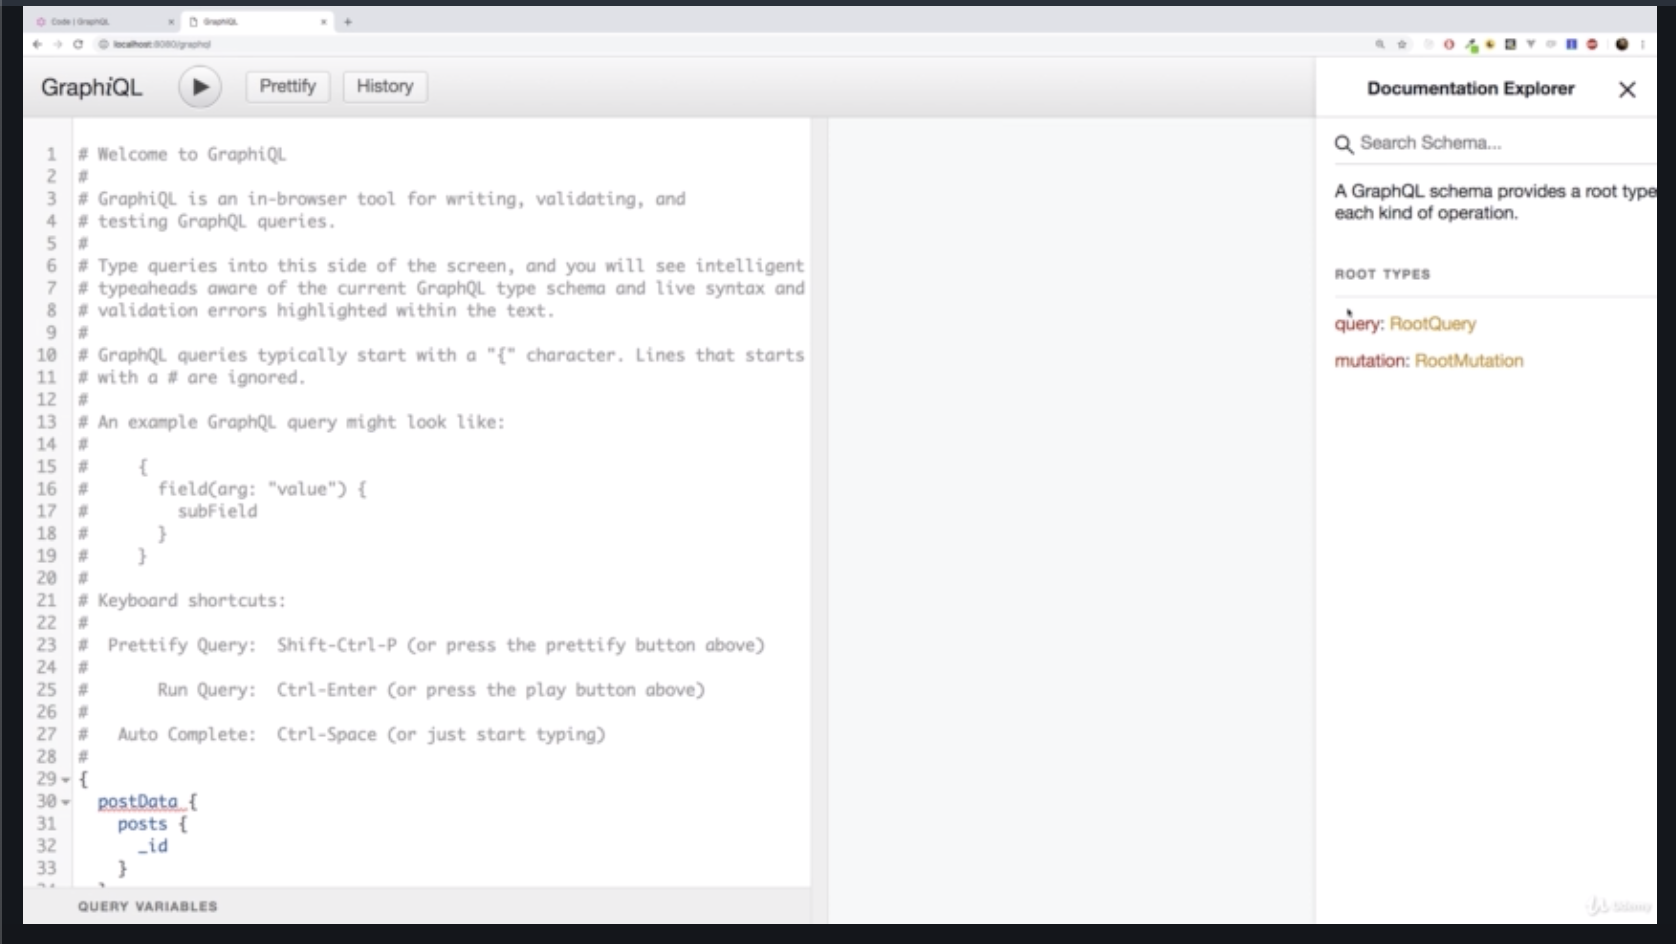 Code | GraphQL
GraphiQL
localhost:8080/graphql
GraphiQL
Prettify
History
1 # Welcome to GraphiQL
2 #
3 # GraphiQL is an in-browser tool for writing, validating, and
4 # testing GraphQL queries.
5 #
6 # Type queries into this side of the screen, and you will see intelligent
7 # typeaheads aware of the current GraphQL type schema and live syntax and
8 # validation errors highlighted within the text.
9 #
10 # GraphQL queries typically start with a "{" character. Lines that starts
11 # with a # are ignored.
12 #
13 # An example GraphQL query might look like:
14 #
15 #     {
16 #       field(arg: "value") {
17 #         subField
18 #       }
19 #     }
20 #
21 # Keyboard shortcuts:
22 #
23 #  Prettify Query:  Shift-Ctrl-P (or press the prettify button above)
24 #
25 #       Run Query:  Ctrl-Enter (or press the play button above)
26 #
27 #   Auto Complete:  Ctrl-Space (or just start typing)
28 #
29 {
30   postData {
31     posts {
32       _id
33     }
QUERY VARIABLES
Documentation Explorer
Search Schema...
A GraphQL schema provides a root type
each kind of operation.
ROOT TYPES
query: RootQuery
mutation: RootMutation
Udemy